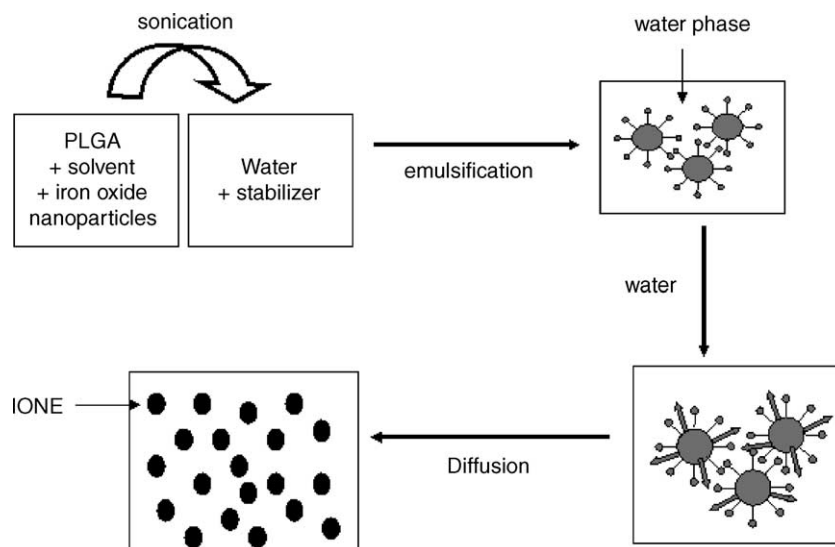 sonication
water phase
PLGA
+ solvent
+ iron oxide
nanoparticles
Water
+ stabilizer
emulsification
water
IONE
Diffusion